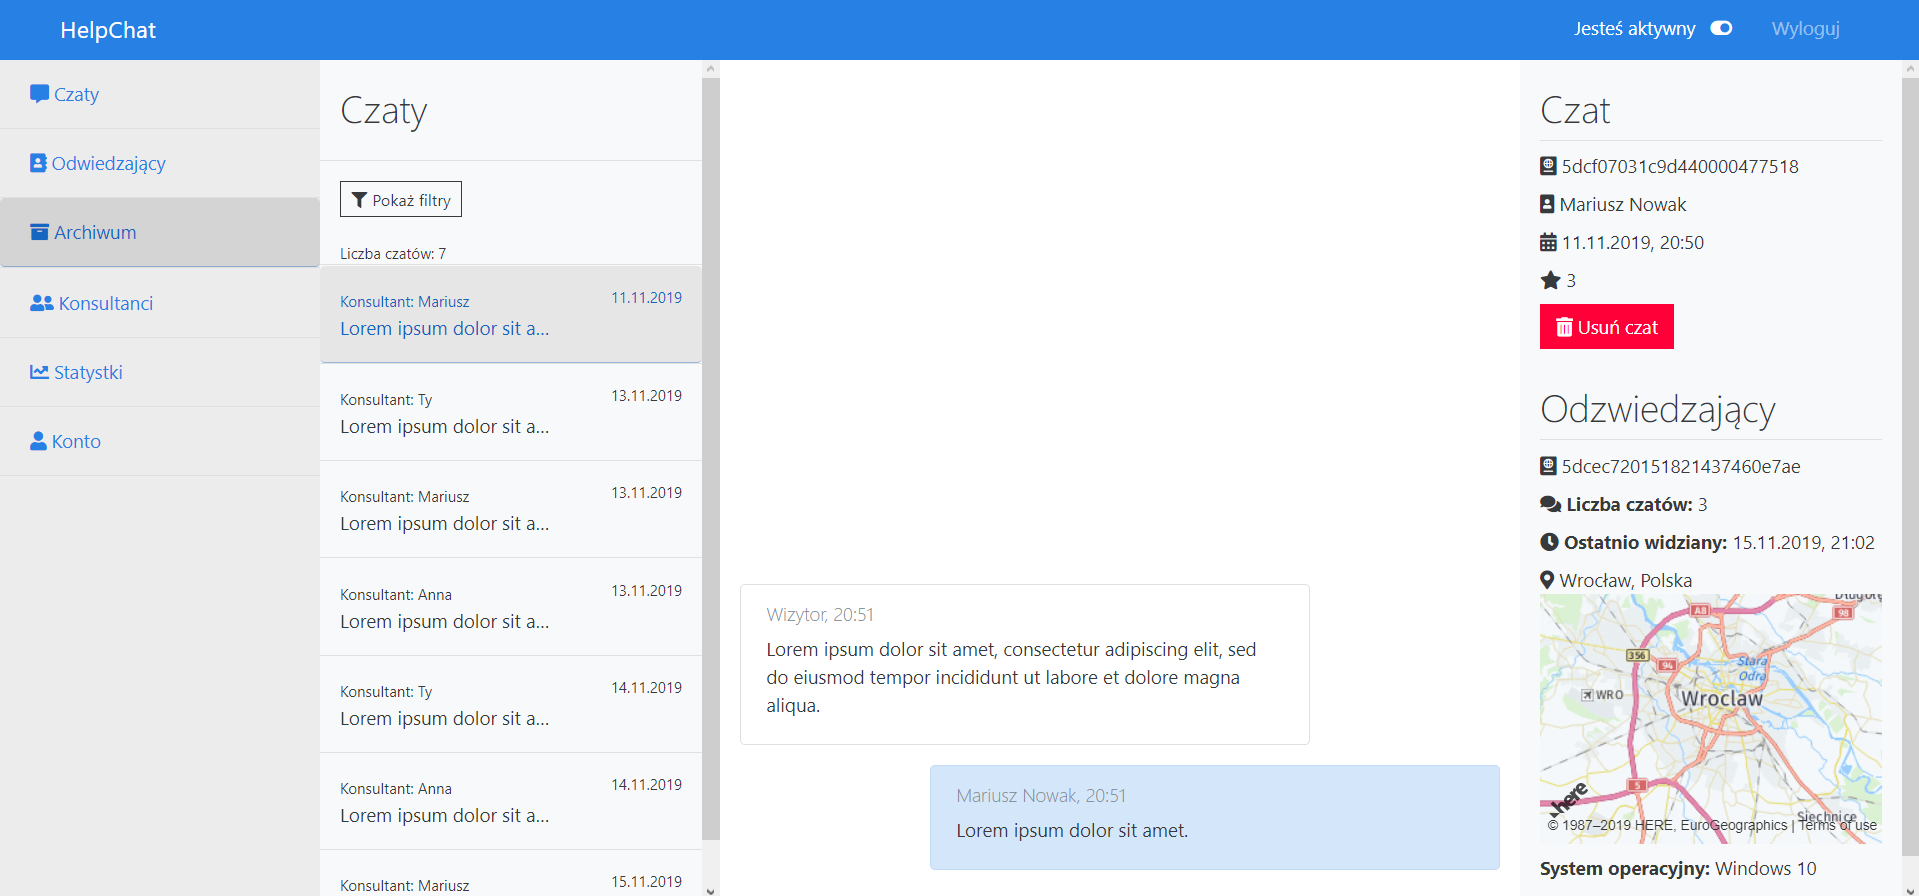 HelpChat
Jesteś aktywny
Wyloguj
Czaty
Odwiedzający
Archiwum
Konsultanci
Statystki
Konto
Czaty
Pokaż filtry
Liczba czatów: 7
Konsultant: Mariusz
11.11.2019
Lorem ipsum dolor sit a...
Konsultant: Ty
13.11.2019
Lorem ipsum dolor sit a...
Konsultant: Mariusz
13.11.2019
Lorem ipsum dolor sit a...
Konsultant: Anna
13.11.2019
Lorem ipsum dolor sit a...
Konsultant: Ty
14.11.2019
Lorem ipsum dolor sit a...
Konsultant: Anna
14.11.2019
Lorem ipsum dolor sit a...
Konsultant: Mariusz
15.11.2019
Wizytor, 20:51
Lorem ipsum dolor sit amet, consectetur adipiscing elit, sed
do eiusmod tempor incididunt ut labore et dolore magna
aliqua.
Mariusz Nowak, 20:51
Lorem ipsum dolor sit amet.
Czat
5dcf07031c9d440000477518
Mariusz Nowak
11.11.2019, 20:50
3
Usuń czat
Odzwiedzający
5dcec720151821437460e7ae
Liczba czatów: 3
Ostatnio widziany: 15.11.2019, 21:02
Wrocław, Polska
A8
98
356
94
Stara
Odra
WRO
Wroclaw
5
here
Siechnice
© 1987–2019 HERE, EuroGeographics | Terms of use
System operacyjny: Windows 10